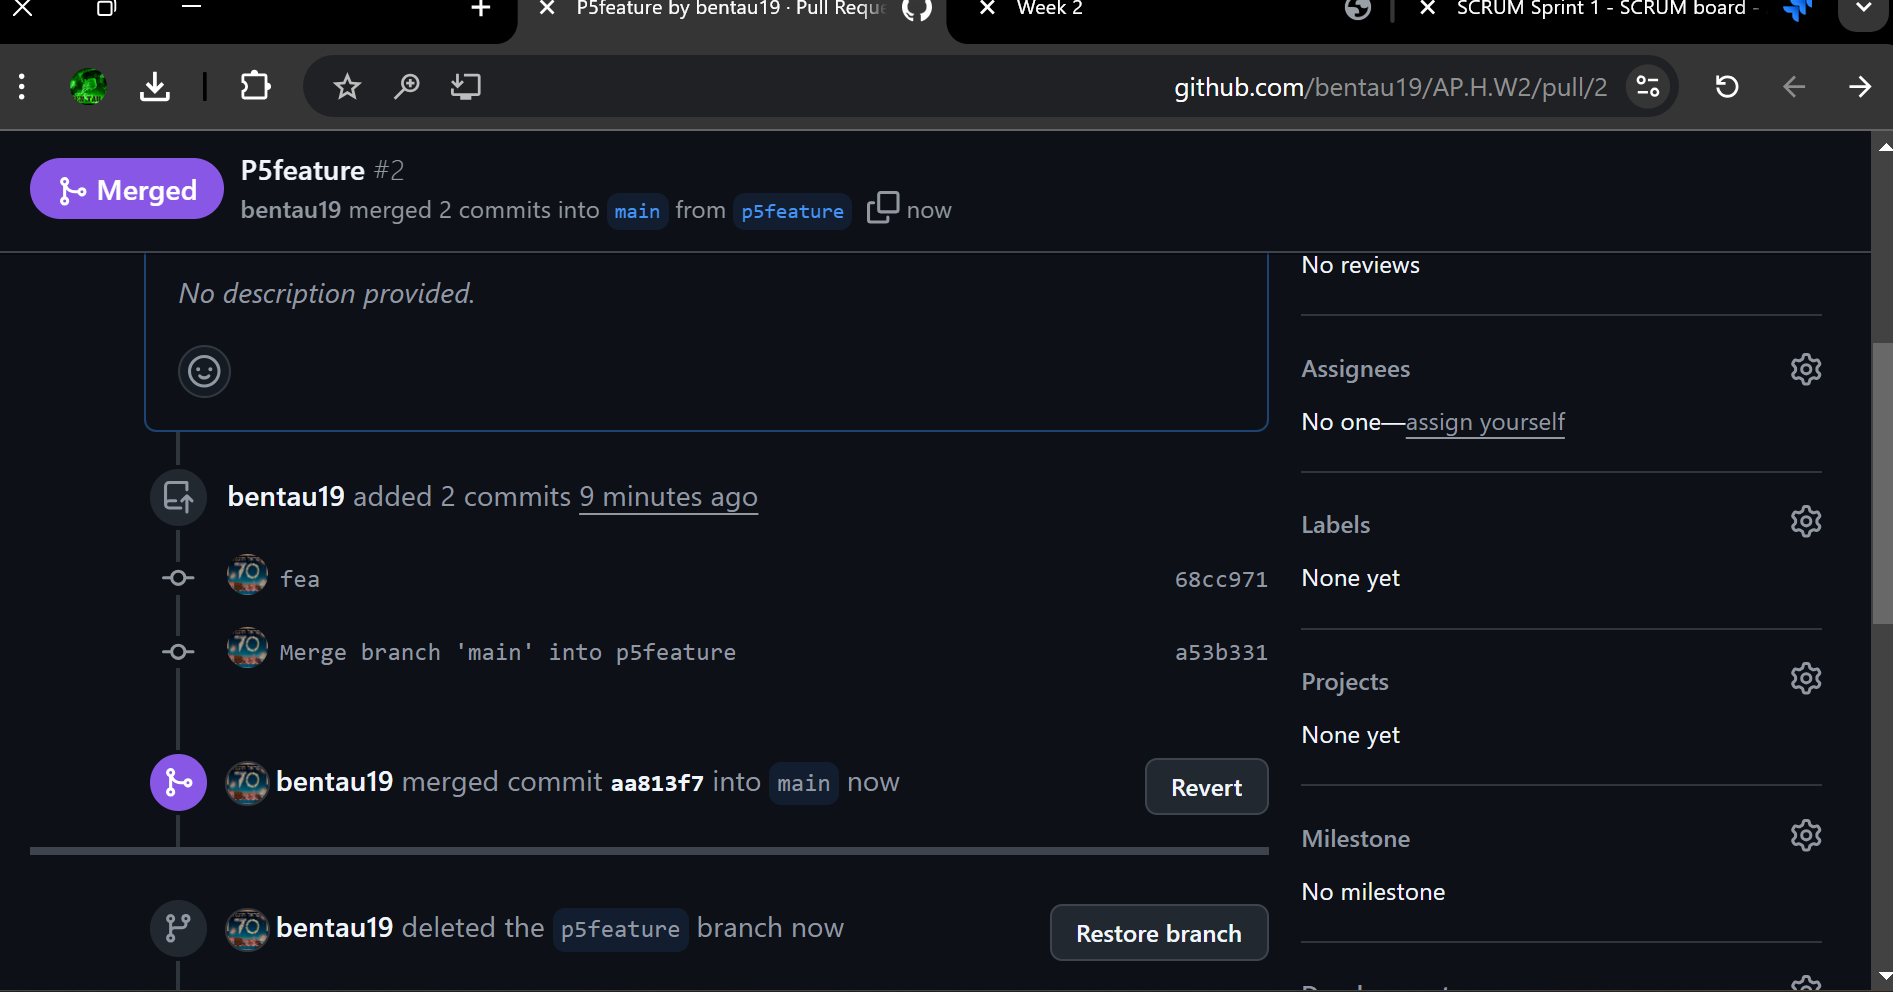 P5feature by bentau19 · Pull Reque
Week 2
SCRUM Sprint 1 - SCRUM board -
github.com/bentau19/AP.H.W2/pull/2
Merged
P5feature #2
bentau19 merged 2 commits into main from p5feature now
No description provided.
bentau19 added 2 commits 9 minutes ago
fea 68cc971
Merge branch 'main' into p5feature a53b331
bentau19 merged commit aa813f7 into main now
Revert
bentau19 deleted the p5feature branch now
Restore branch
No reviews
Assignees
No one—assign yourself
Labels
None yet
Projects
None yet
Milestone
No milestone